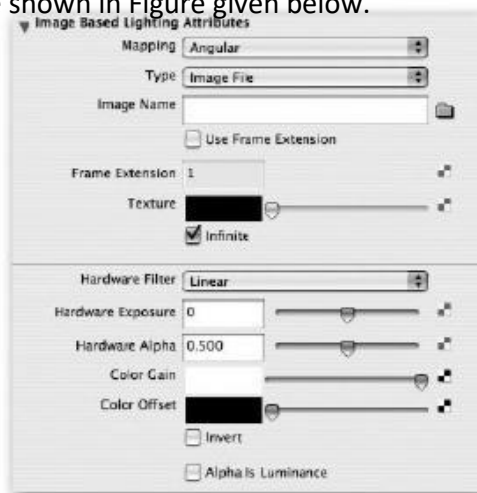 shown in Figure given below.
Image Based Lighting Attributes
Mapping Angular
Type Image File
Image Name
Use Frame Extension
Frame Extension 1
Texture
Infinite
Hardware Filter Linear
Hardware Exposure 0
Hardware Alpha 0.500
Color Gain
Color Offset
Invert
Alpha Is Luminance